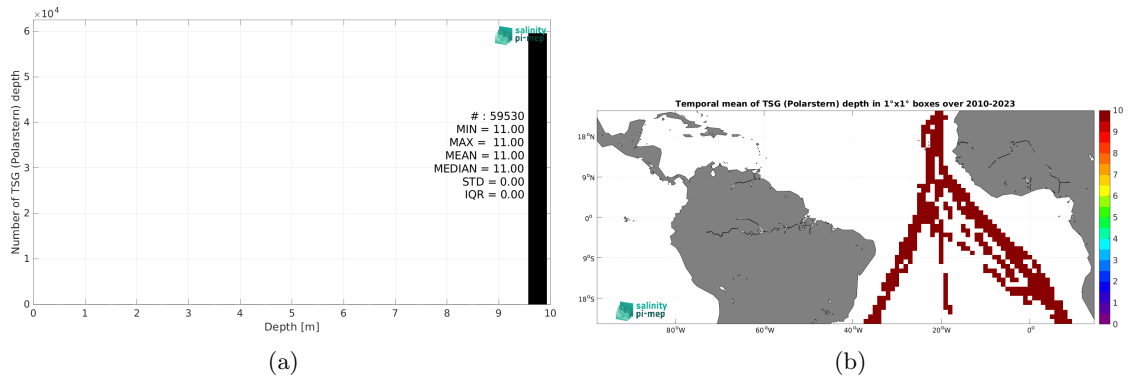 ×10⁴
6
5
4
3
2
1
0
Number of TSG (Polarstern) depth
salinity
pi-mep
# : 59530
MIN = 11.00
MAX = 11.00
MEAN = 11.00
MEDIAN = 11.00
STD = 0.00
IQR = 0.00
0 1 2 3 4 5 6 7 8 9 10
Depth [m]
(a)
Temporal mean of TSG (Polarstern) depth in 1°x1° boxes over 2010-2023
18°N
9°N
0°
9°S
18°S
80°W 60°W 40°W 20°W 0°
salinity
pi-mep
10
9
8
7
6
5
4
3
2
1
0
(b)